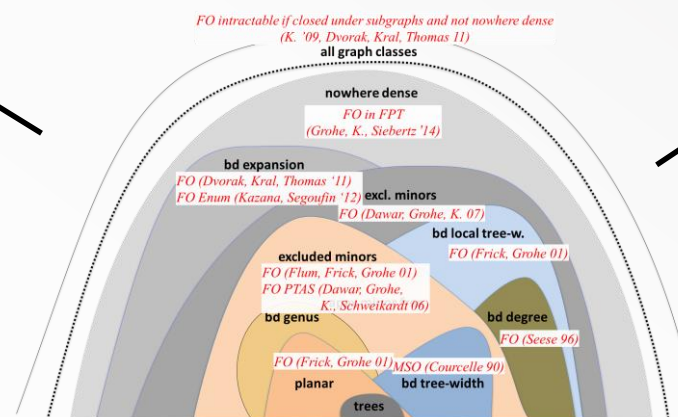 FO intractable if closed under subgraphs and not nowhere dense
(K. '09, Dvorak, Kral, Thomas 11)
all graph classes
nowhere dense
FO in FPT
(Grohe, K., Siebertz '14)
bd expansion
FO (Dvorak, Kral, Thomas '11)
FO Enum (Kazana, Segoufin '12)
excl. minors
FO (Dawar, Grohe, K. 07)
bd local tree-w.
FO (Frick, Grohe 01)
excluded minors
FO (Flum, Frick, Grohe 01)
FO PTAS (Dawar, Grohe,
K., Schweikardt 06)
bd genus
bd degree
FO (Seese 96)
FO (Frick, Grohe 01)
MSO (Courcelle 90)
planar
bd tree-width
trees